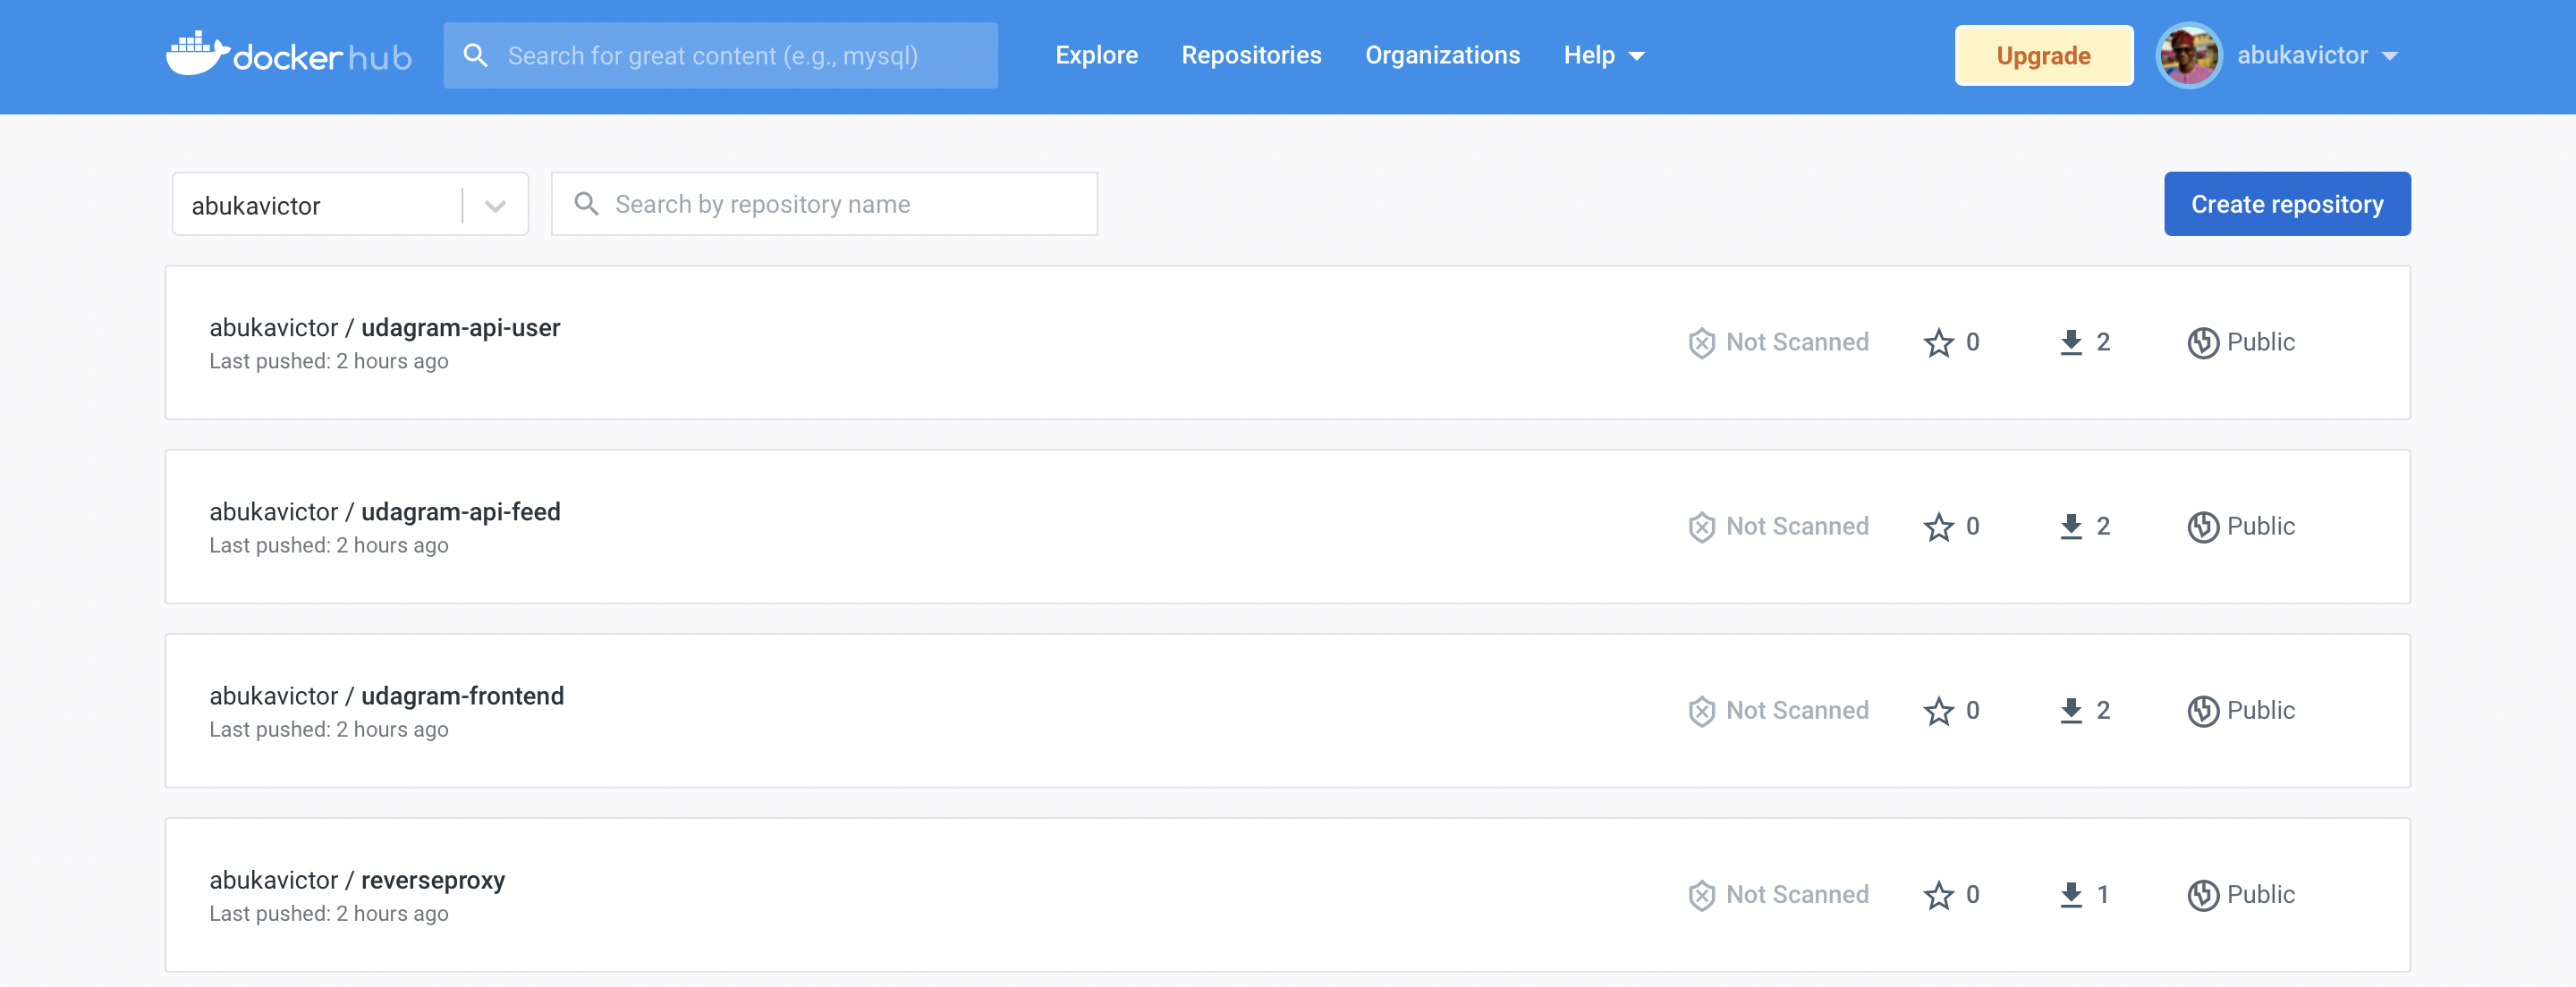 dockerhub Search for great content (e.g., mysql) Explore Repositories Organizations Help Upgrade abukavictor
abukavictor Search by repository name Create repository
abukavictor / udagram-api-user
Last pushed: 2 hours ago
Not Scanned 0 2 Public
abukavictor / udagram-api-feed
Last pushed: 2 hours ago
Not Scanned 0 2 Public
abukavictor / udagram-frontend
Last pushed: 2 hours ago
Not Scanned 0 2 Public
abukavictor / reverseproxy
Last pushed: 2 hours ago
Not Scanned 0 1 Public